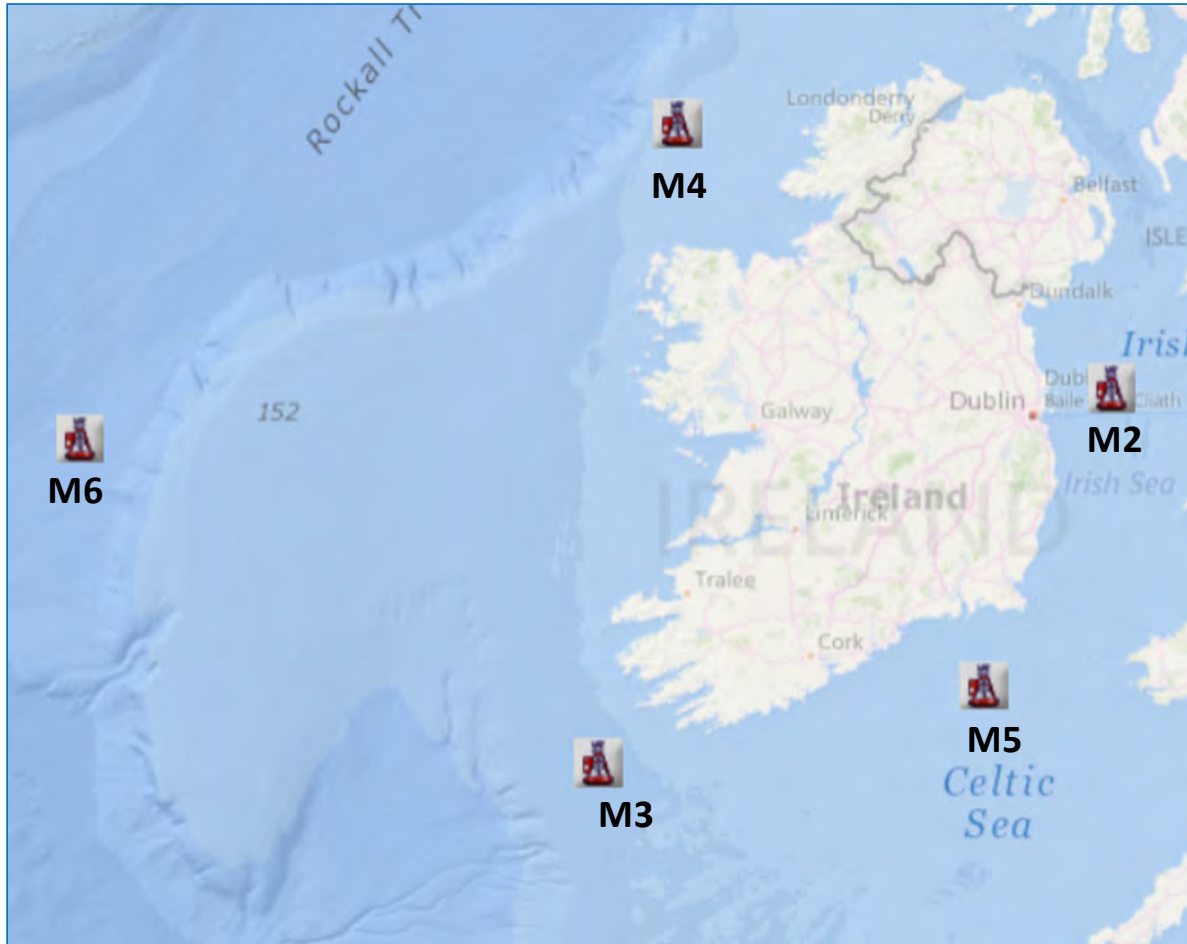 Rockall Tr
Londonderry
Derry
M4
Belfast
ISLE
Dundalk
Irish
152
Galway
Dublin
Dubl
Baile
Cliath
M2
M6
Irish Sea
Ireland
IRELAND
Limerick
Tralee
Cork
M5
M3
Celtic
Sea